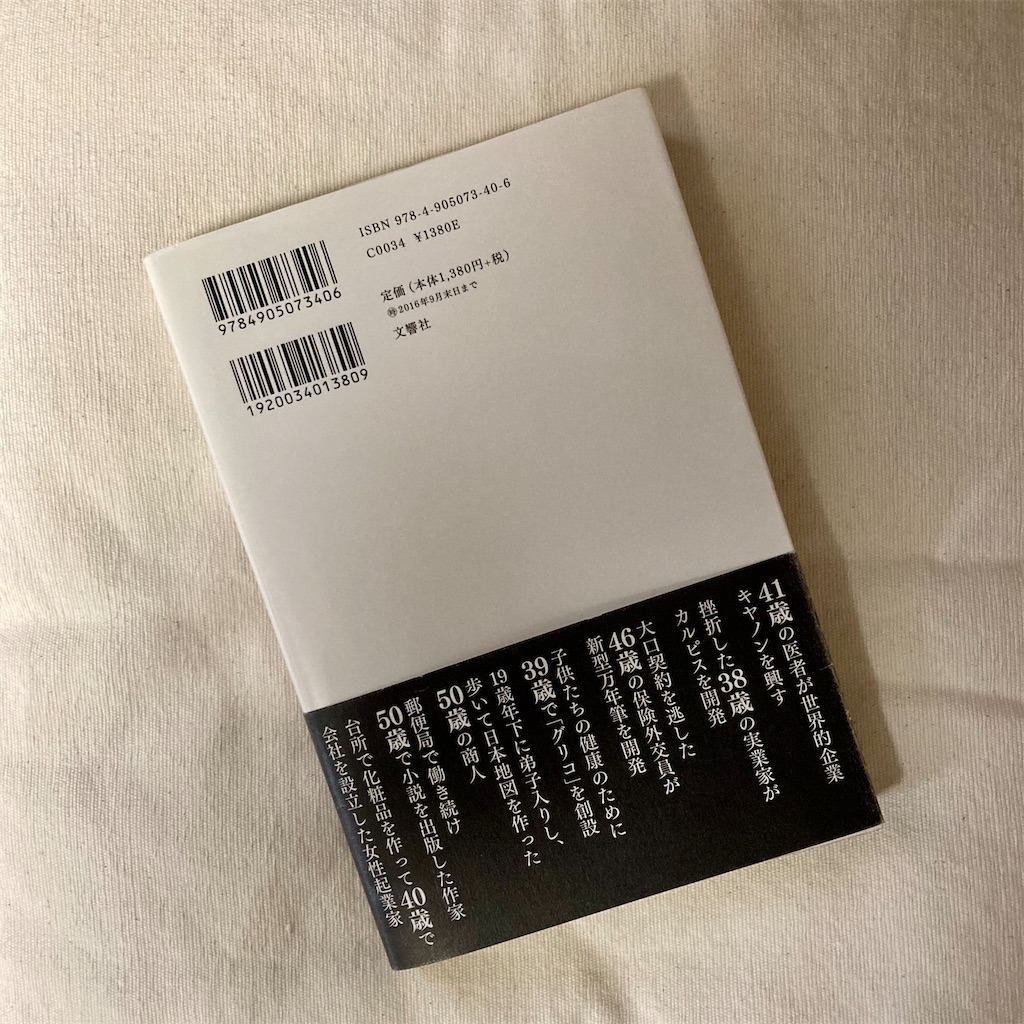 ISBN 978-4-905073-40-6
C0034 ¥1380E
定価(本体1,380円+税)
㊕2016年9月末日まで
文響社
9784905073406
1920034013809
41歳の医者が世界的企業
キヤノンを興す
挫折した38歳の実業家が
カルピスを開発
大口契約を逃した
46歳の保険外交員が
新型万年筆を開発
子供たちの健康のために
39歳で「グリコ」を創設
19歳年下に弟子入りし、
歩いて日本地図を作った
50歳の商人
郵便局で働き続け
50歳で小説を出版した作家
台所で化粧品を作って40歳で
会社を設立した女性起業家